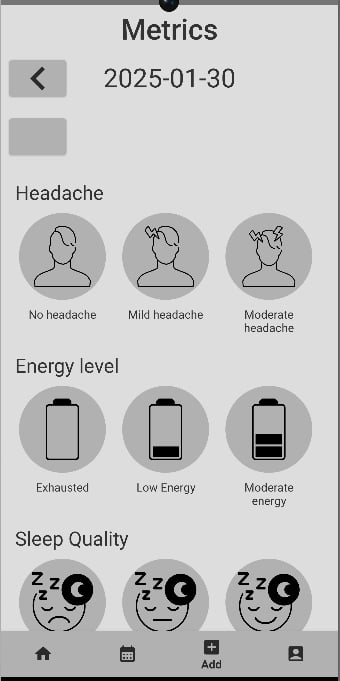 Metrics
2025-01-30
Headache
No headache
Mild headache
Moderate
headache
Energy level
Exhausted
Low Energy
Moderate
energy
Sleep Quality
z z z
z z z
z z z
Add